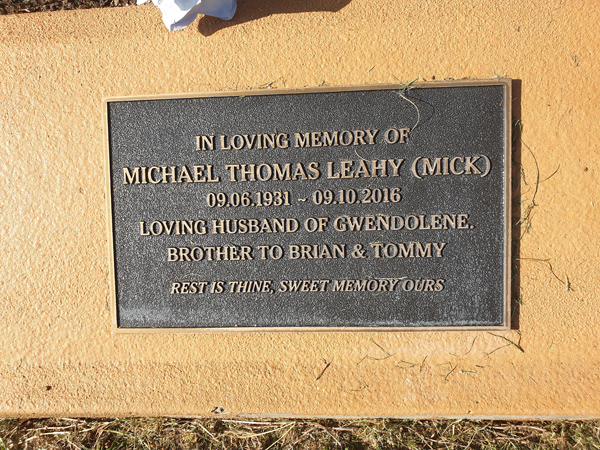 IN LOVING MEMORY OF
MICHAEL THOMAS LEAHY (MICK)
09.06.1931 ~ 09.10.2016
LOVING HUSBAND OF GWENDOLENE.
BROTHER TO BRIAN & TOMMY
REST IS THINE, SWEET MEMORY OURS